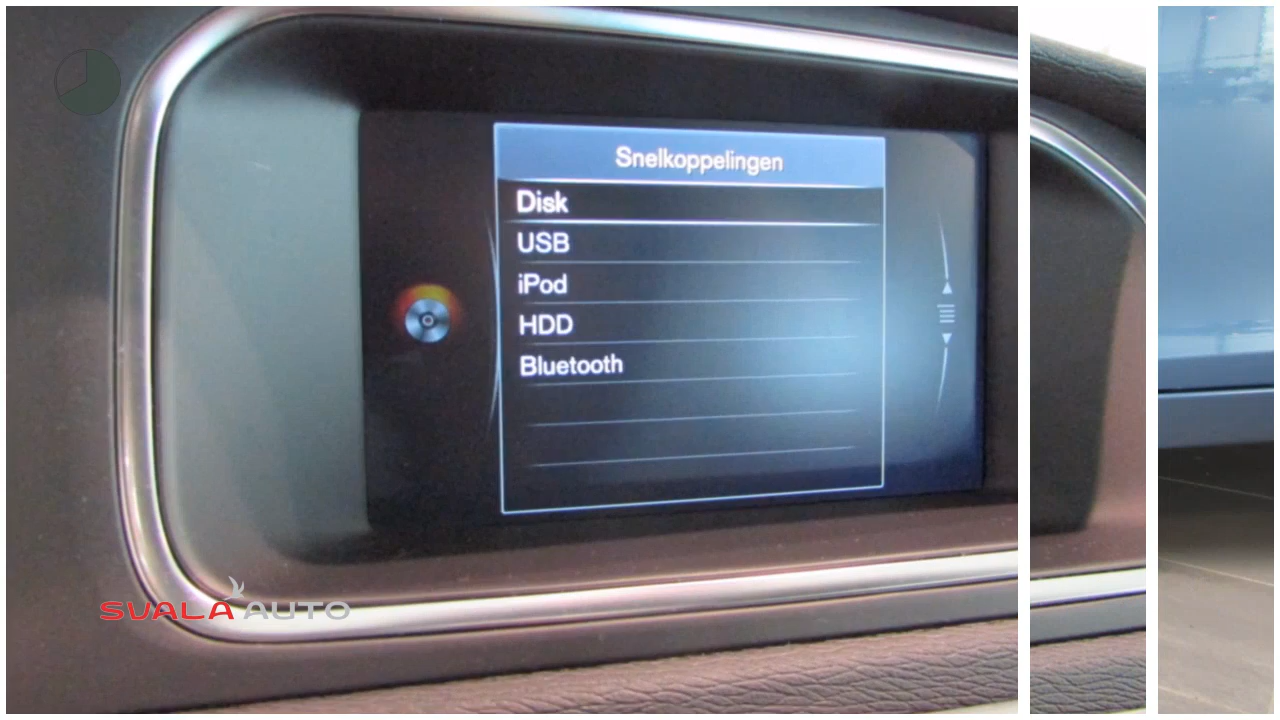 Snelkoppelingen
Disk
USB
iPod
HDD
Bluetooth
SVALA AUTO